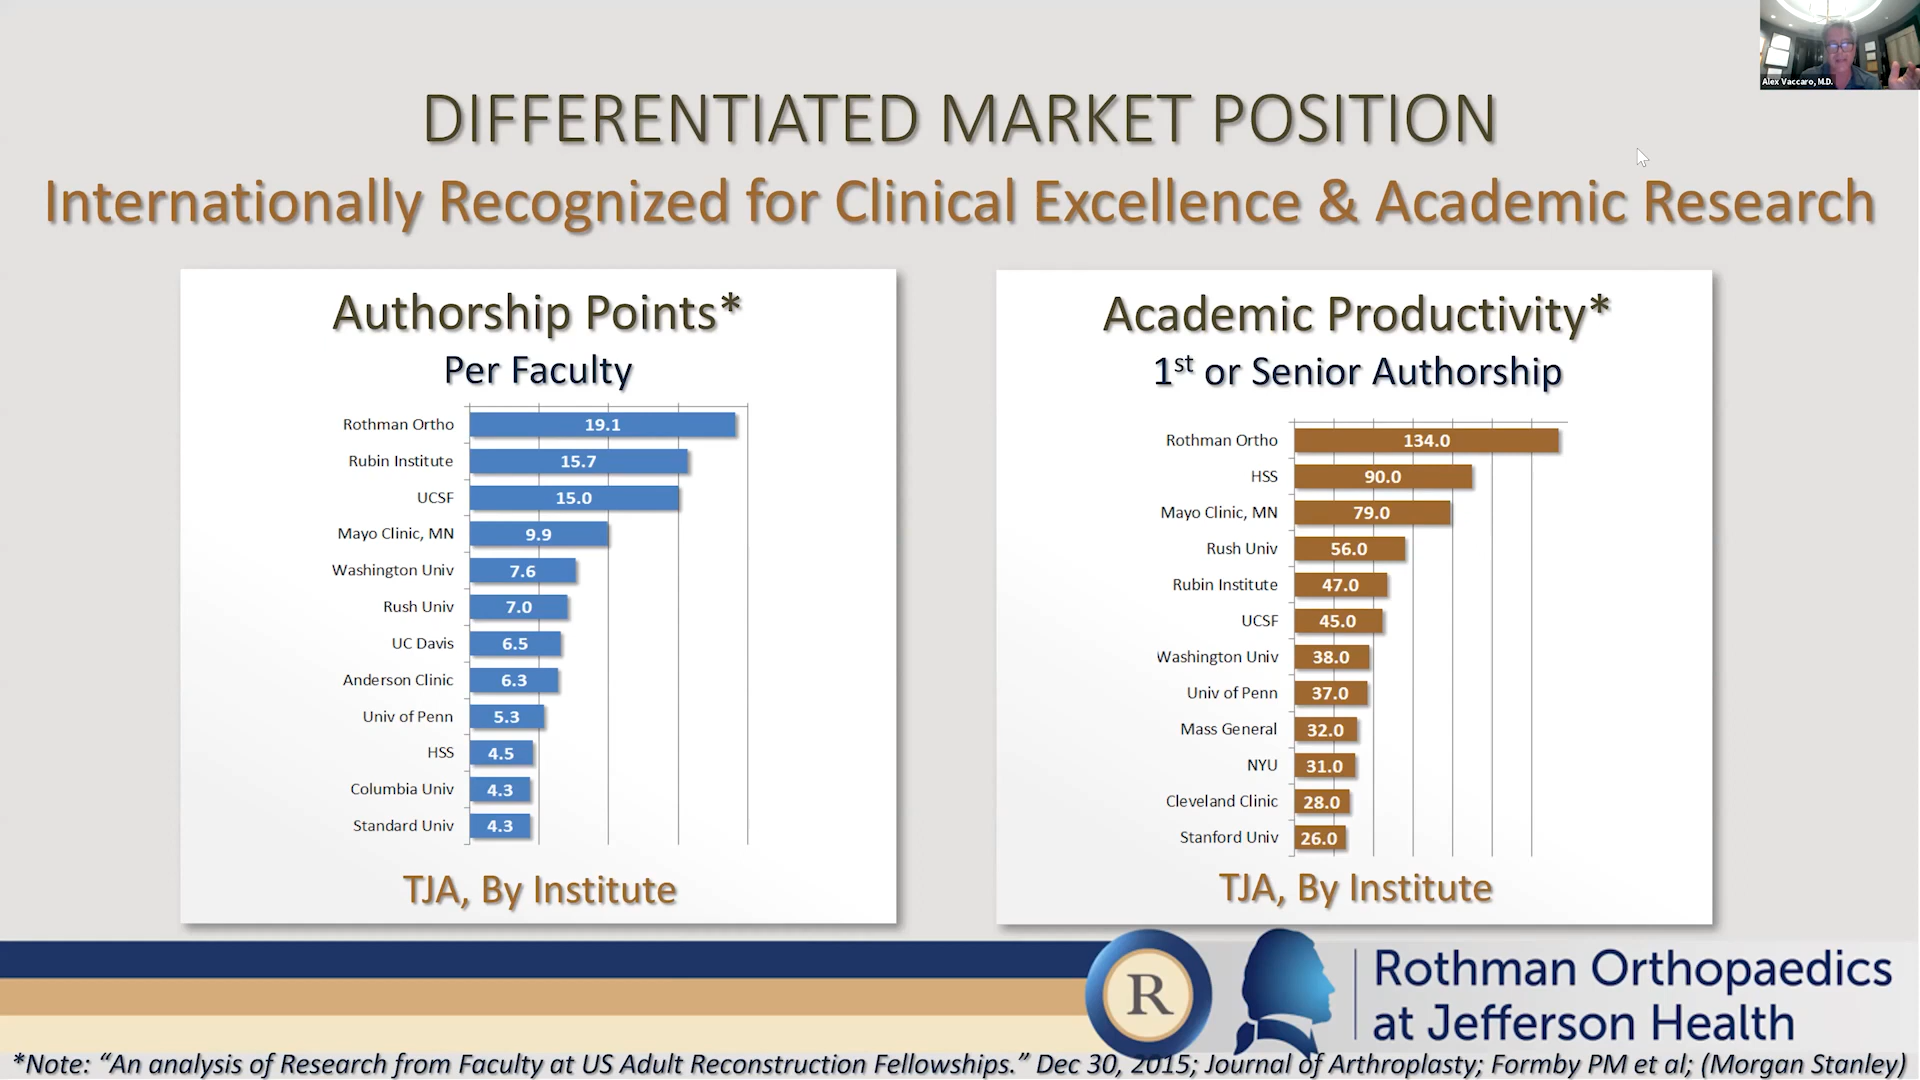 Alex Vaccaro, M.D.
DIFFERENTIATED MARKET POSITION
Internationally Recognized for Clinical Excellence & Academic Research
Authorship Points*
Per Faculty
Rothman Ortho 19.1
Rubin Institute 15.7
UCSF 15.0
Mayo Clinic, MN 9.9
Washington Univ 7.6
Rush Univ 7.0
UC Davis 6.5
Anderson Clinic 6.3
Univ of Penn 5.3
HSS 4.5
Columbia Univ 4.3
Standard Univ 4.3
TJA, By Institute
Academic Productivity*
1st or Senior Authorship
Rothman Ortho 134.0
HSS 90.0
Mayo Clinic, MN 79.0
Rush Univ 56.0
Rubin Institute 47.0
UCSF 45.0
Washington Univ 38.0
Univ of Penn 37.0
Mass General 32.0
NYU 31.0
Cleveland Clinic 28.0
Stanford Univ 26.0
TJA, By Institute
R
Rothman Orthopaedics
at Jefferson Health
*Note: “An analysis of Research from Faculty at US Adult Reconstruction Fellowships.” Dec 30, 2015; Journal of Arthroplasty; Formby PM et al; (Morgan Stanley)